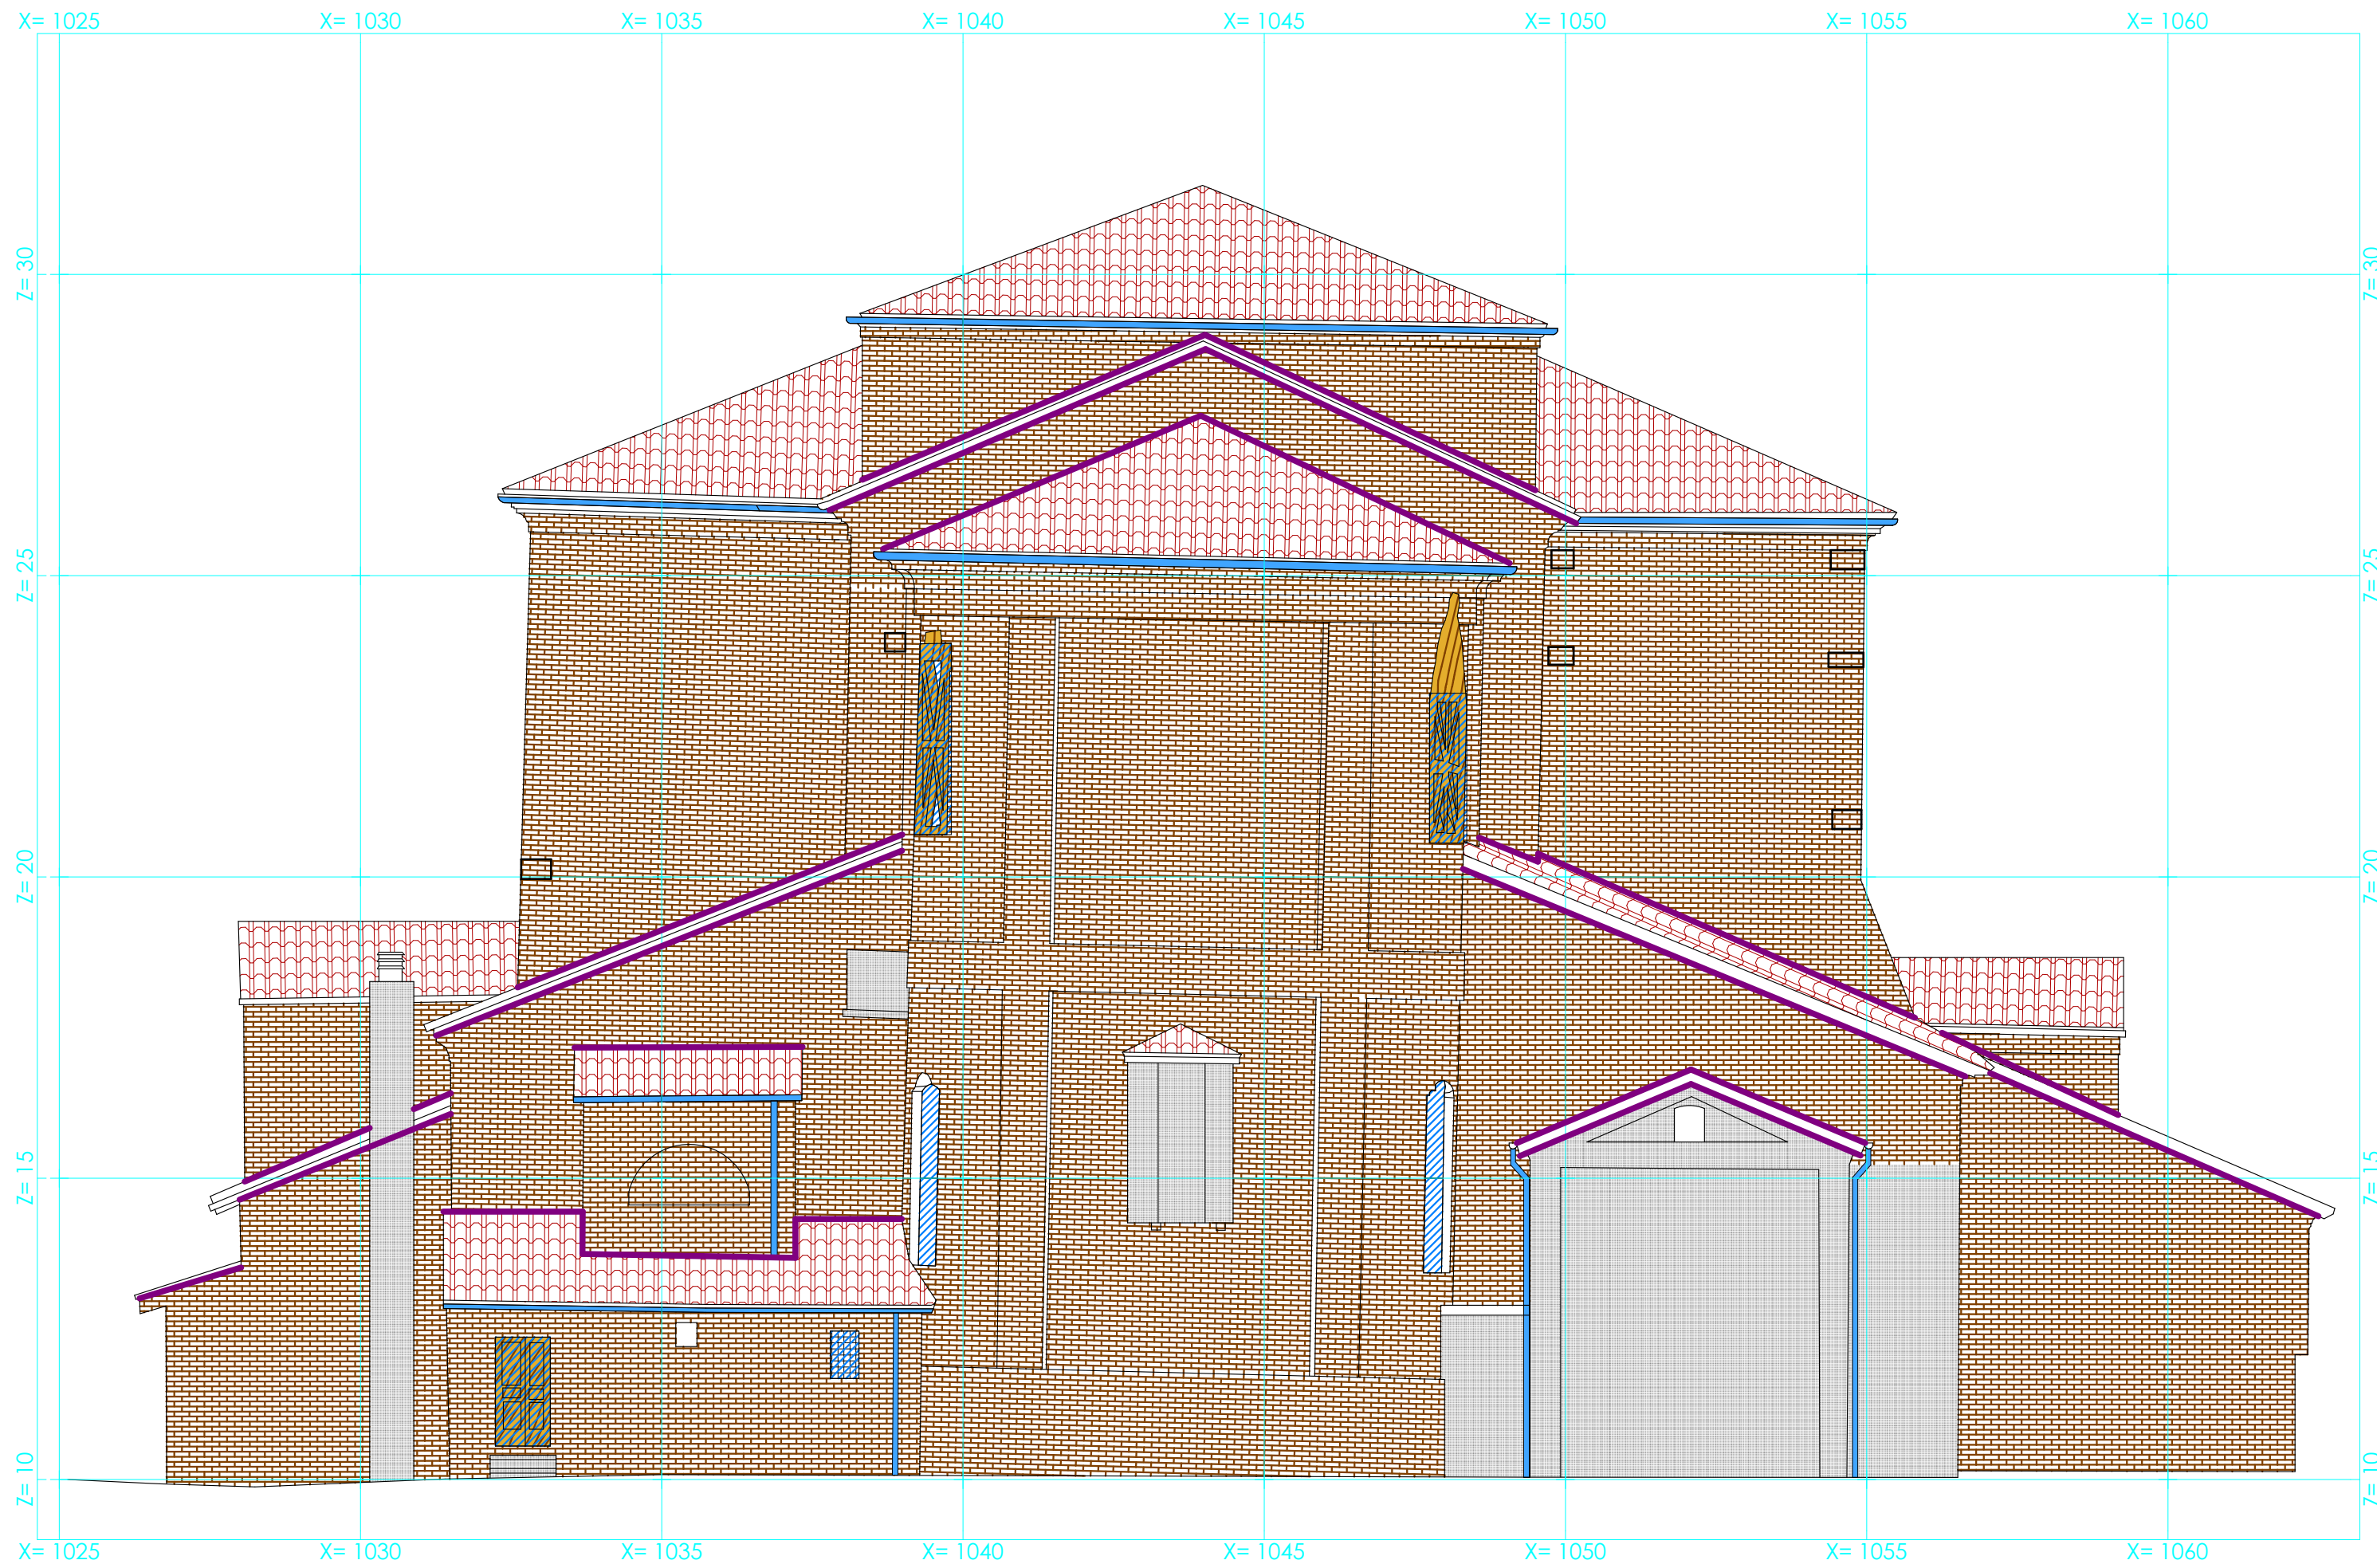 X= 1025 X= 1030 X= 1035 X= 1040 X= 1045 X= 1050 X= 1055 X= 1060
Z= 30 Z= 30
Z= 25 Z= 25
Z= 20 Z= 20
Z= 15 Z= 15
Z= 10 Z= 10
X= 1025 X= 1030 X= 1035 X= 1040 X= 1045 X= 1050 X= 1055 X= 1060